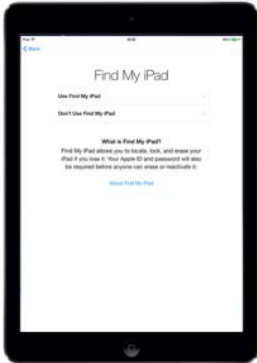 Back
Find My iPad
Use Find My iPad
Don't Use Find My iPad
What is Find My iPad?
Find My iPad allows you to locate, lock, and erase your
iPad if you lose it. Your Apple ID and password will also
be required before anyone can erase or reactivate it.
About Find My iPad